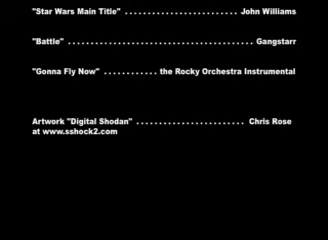 "Star Wars Main Title" ........................ John Williams
"Battle" ....................................... Gangstarr
"Gonna Fly Now" ............ the Rocky Orchestra Instrumental
Artwork "Digital Shodan" ....................... Chris Rose
at www.sshock2.com